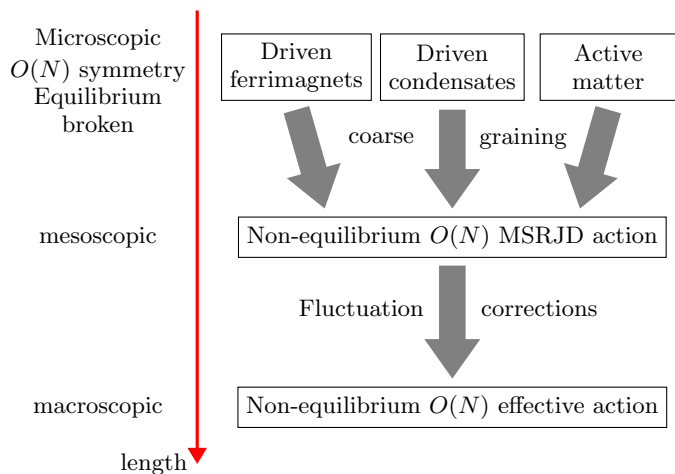 Microscopic
O(N) symmetry
Equilibrium
broken
Driven
ferrimagnets
Driven
condensates
Active
matter
coarse graining
mesoscopic
Non-equilibrium O(N) MSRJD action
Fluctuation corrections
macroscopic
Non-equilibrium O(N) effective action
length